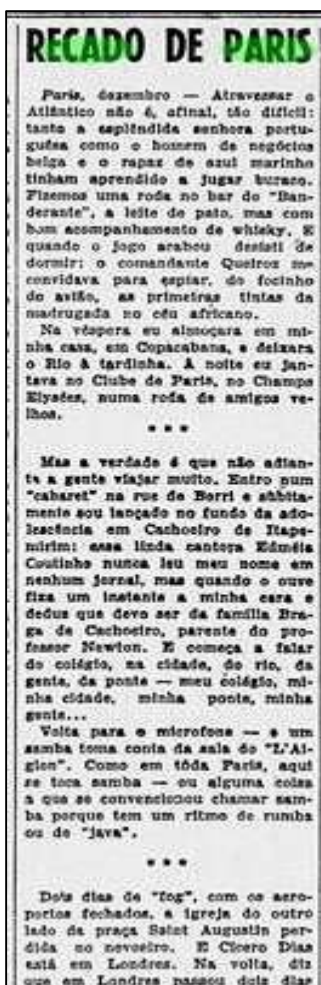 RECADO DE PARIS
Paris, dezembro — Atravessar o
Atlântico não é, afinal, tão difícil:
tanto a esplêndida senhora portu-
guêsa como o homem de negócios
belga e o rapaz de azul marinho
tinham aprendido a jugar buraco.
Fizemos uma roda no bar do "Ban-
derante", a leite de pato, mas com
bom acompanhamento de whisky. E
quando o jogo acabou desisti de
dormir; o comandante Queiroz me
convidava para espiar, do focinho
do avião, as primeiras tintas da
madrugada no céu africano.
Na véspera eu almoçara em mi-
nha casa, em Copacabana, e deixara
o Rio à tardinha. À noite eu jan-
tava no Clube de Paris, no Champs
Elysées, numa roda de amigos ve-
lhos.
* * *
Mas a verdade é que não adian-
ta a gente viajar muito. Entro num
"cabaret" na rue de Berri e súbita-
mente sou lançado no fundo da ado-
lescência em Cachoeiro de Itape-
mirim: essa linda cantora Edméia
Coutinho nunca leu meu nome em
nenhum jornal, mas quando o ouve
fixa um instante a minha cara e
deduz que devo ser da família Bra-
ga de Cachoeiro, parente do pro-
fessor Newton. E começa a falar
do colégio, na cidade, do rio, da
gente, da ponte — meu colégio, mi-
nha cidade, minha ponte, minha
gente...
Volta para o microfone — e um
samba toma conta da sala do "L'Ai-
glon". Como em tôda Paris, aqui
se toca samba — ou alguma coisa
a que se convencionou chamar sam-
ba porque tem um ritmo de rumba
ou de "java".
* * *
Dois dias de "fog", com os aero-
portos fechados, a igreja do outro
lado da praça Saint Augustin per-
dida no nevoeiro. E Cícero Dias
está em Londres. Na volta, diz
que em Londres passou dois dias